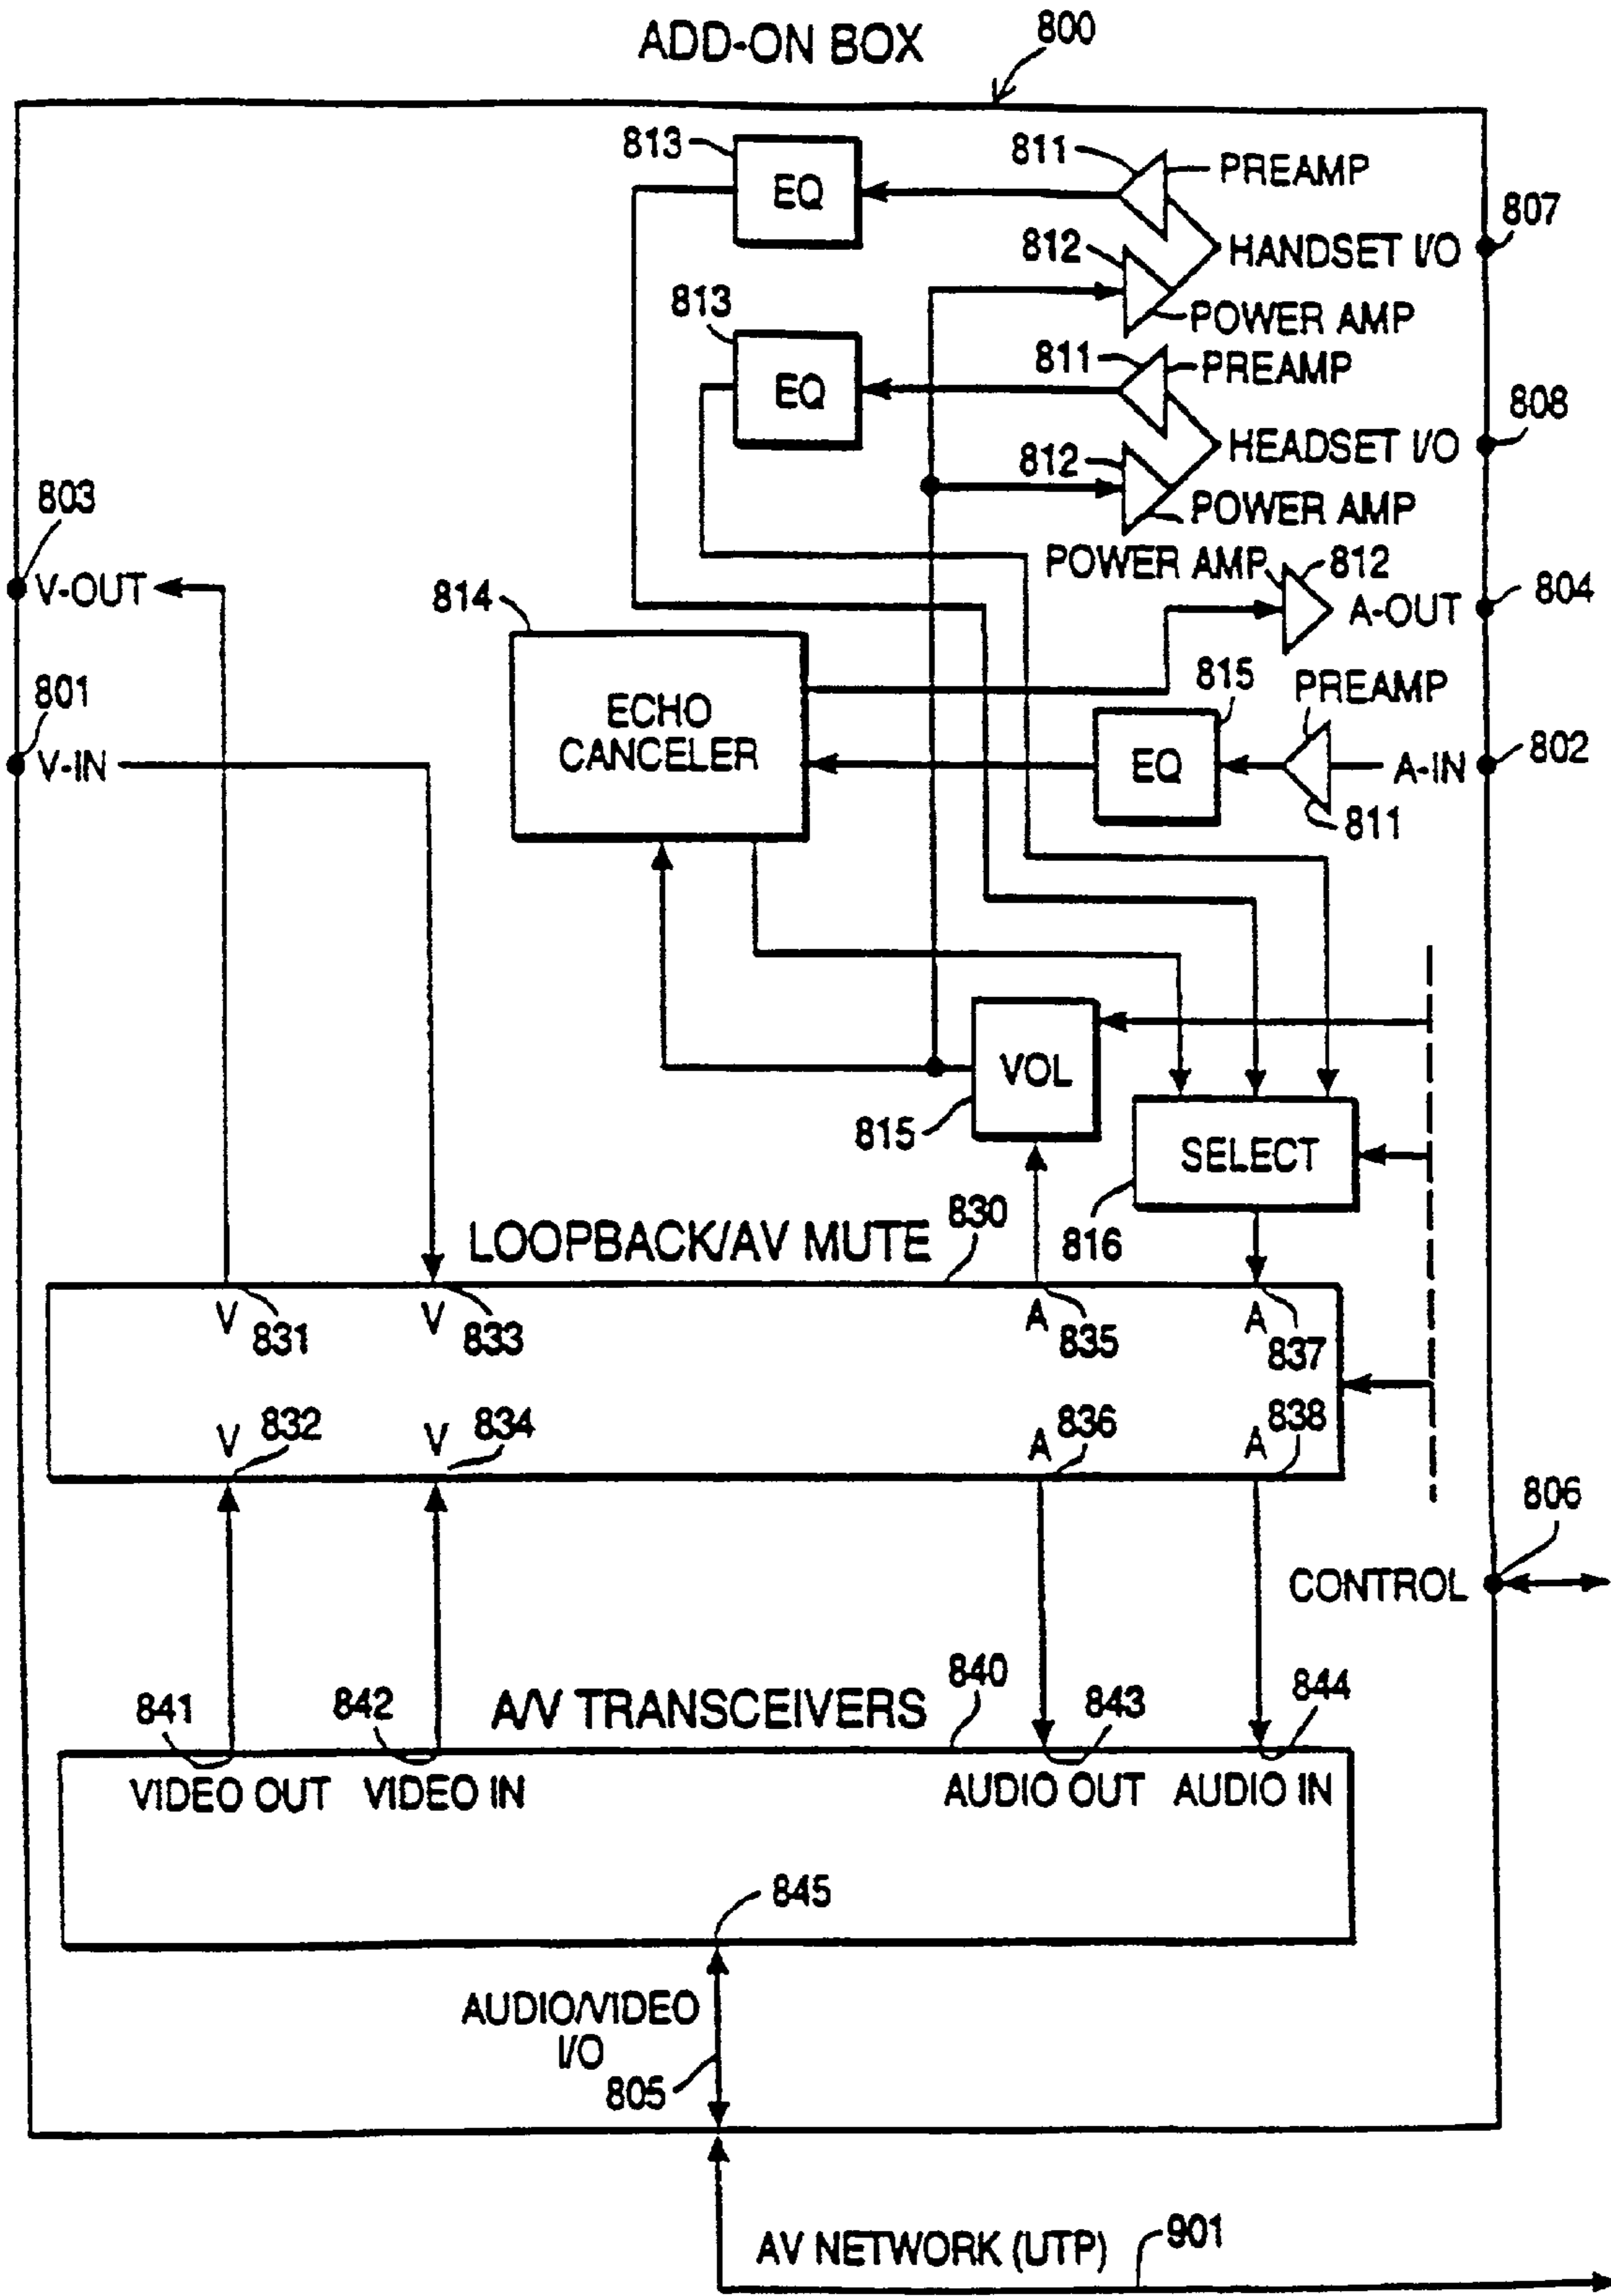 ADD-ON BOX
800
813
EQ
811
PREAMP
807
HANDSET I/O
812
POWER AMP
813
EQ
811
PREAMP
808
HEADSET I/O
812
POWER AMP
803
V-OUT
POWER AMP
812
A-OUT
804
814
ECHO
CANCELER
801
V-IN
815
EQ
PREAMP
A-IN
802
811
VOL
815
SELECT
816
LOOPBACK/AV MUTE
830
V
831
V
833
A
835
A
837
V
832
V
834
A
836
A
838
806
CONTROL
A/V TRANSCEIVERS
840
841
842
843
844
VIDEO OUT
VIDEO IN
AUDIO OUT
AUDIO IN
845
AUDIO/VIDEO
I/O
805
AV NETWORK (UTP)
901